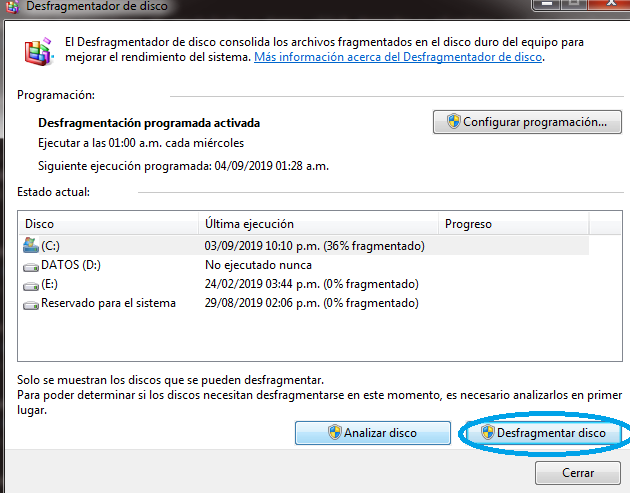 Desfragmentador de disco
El Desfragmentador de disco consolida los archivos fragmentados en el disco duro del equipo para
mejorar el rendimiento del sistema. Más información acerca del Desfragmentador de disco.
Programación:
Desfragmentación programada activada
Configurar programación...
Ejecutar a las 01:00 a.m. cada miércoles
Siguiente ejecución programada: 04/09/2019 01:28 a.m.
Estado actual:
Disco Última ejecución Progreso
(C:) 03/09/2019 10:10 p.m. (36% fragmentado)
DATOS (D:) No ejecutado nunca
(E:) 24/02/2019 03:44 p.m. (0% fragmentado)
Reservado para el sistema 29/08/2019 02:06 p.m. (0% fragmentado)
Solo se muestran los discos que se pueden desfragmentar.
Para poder determinar si los discos necesitan desfragmentarse en este momento, es necesario analizarlos en primer
lugar.
Analizar disco Desfragmentar disco
Cerrar